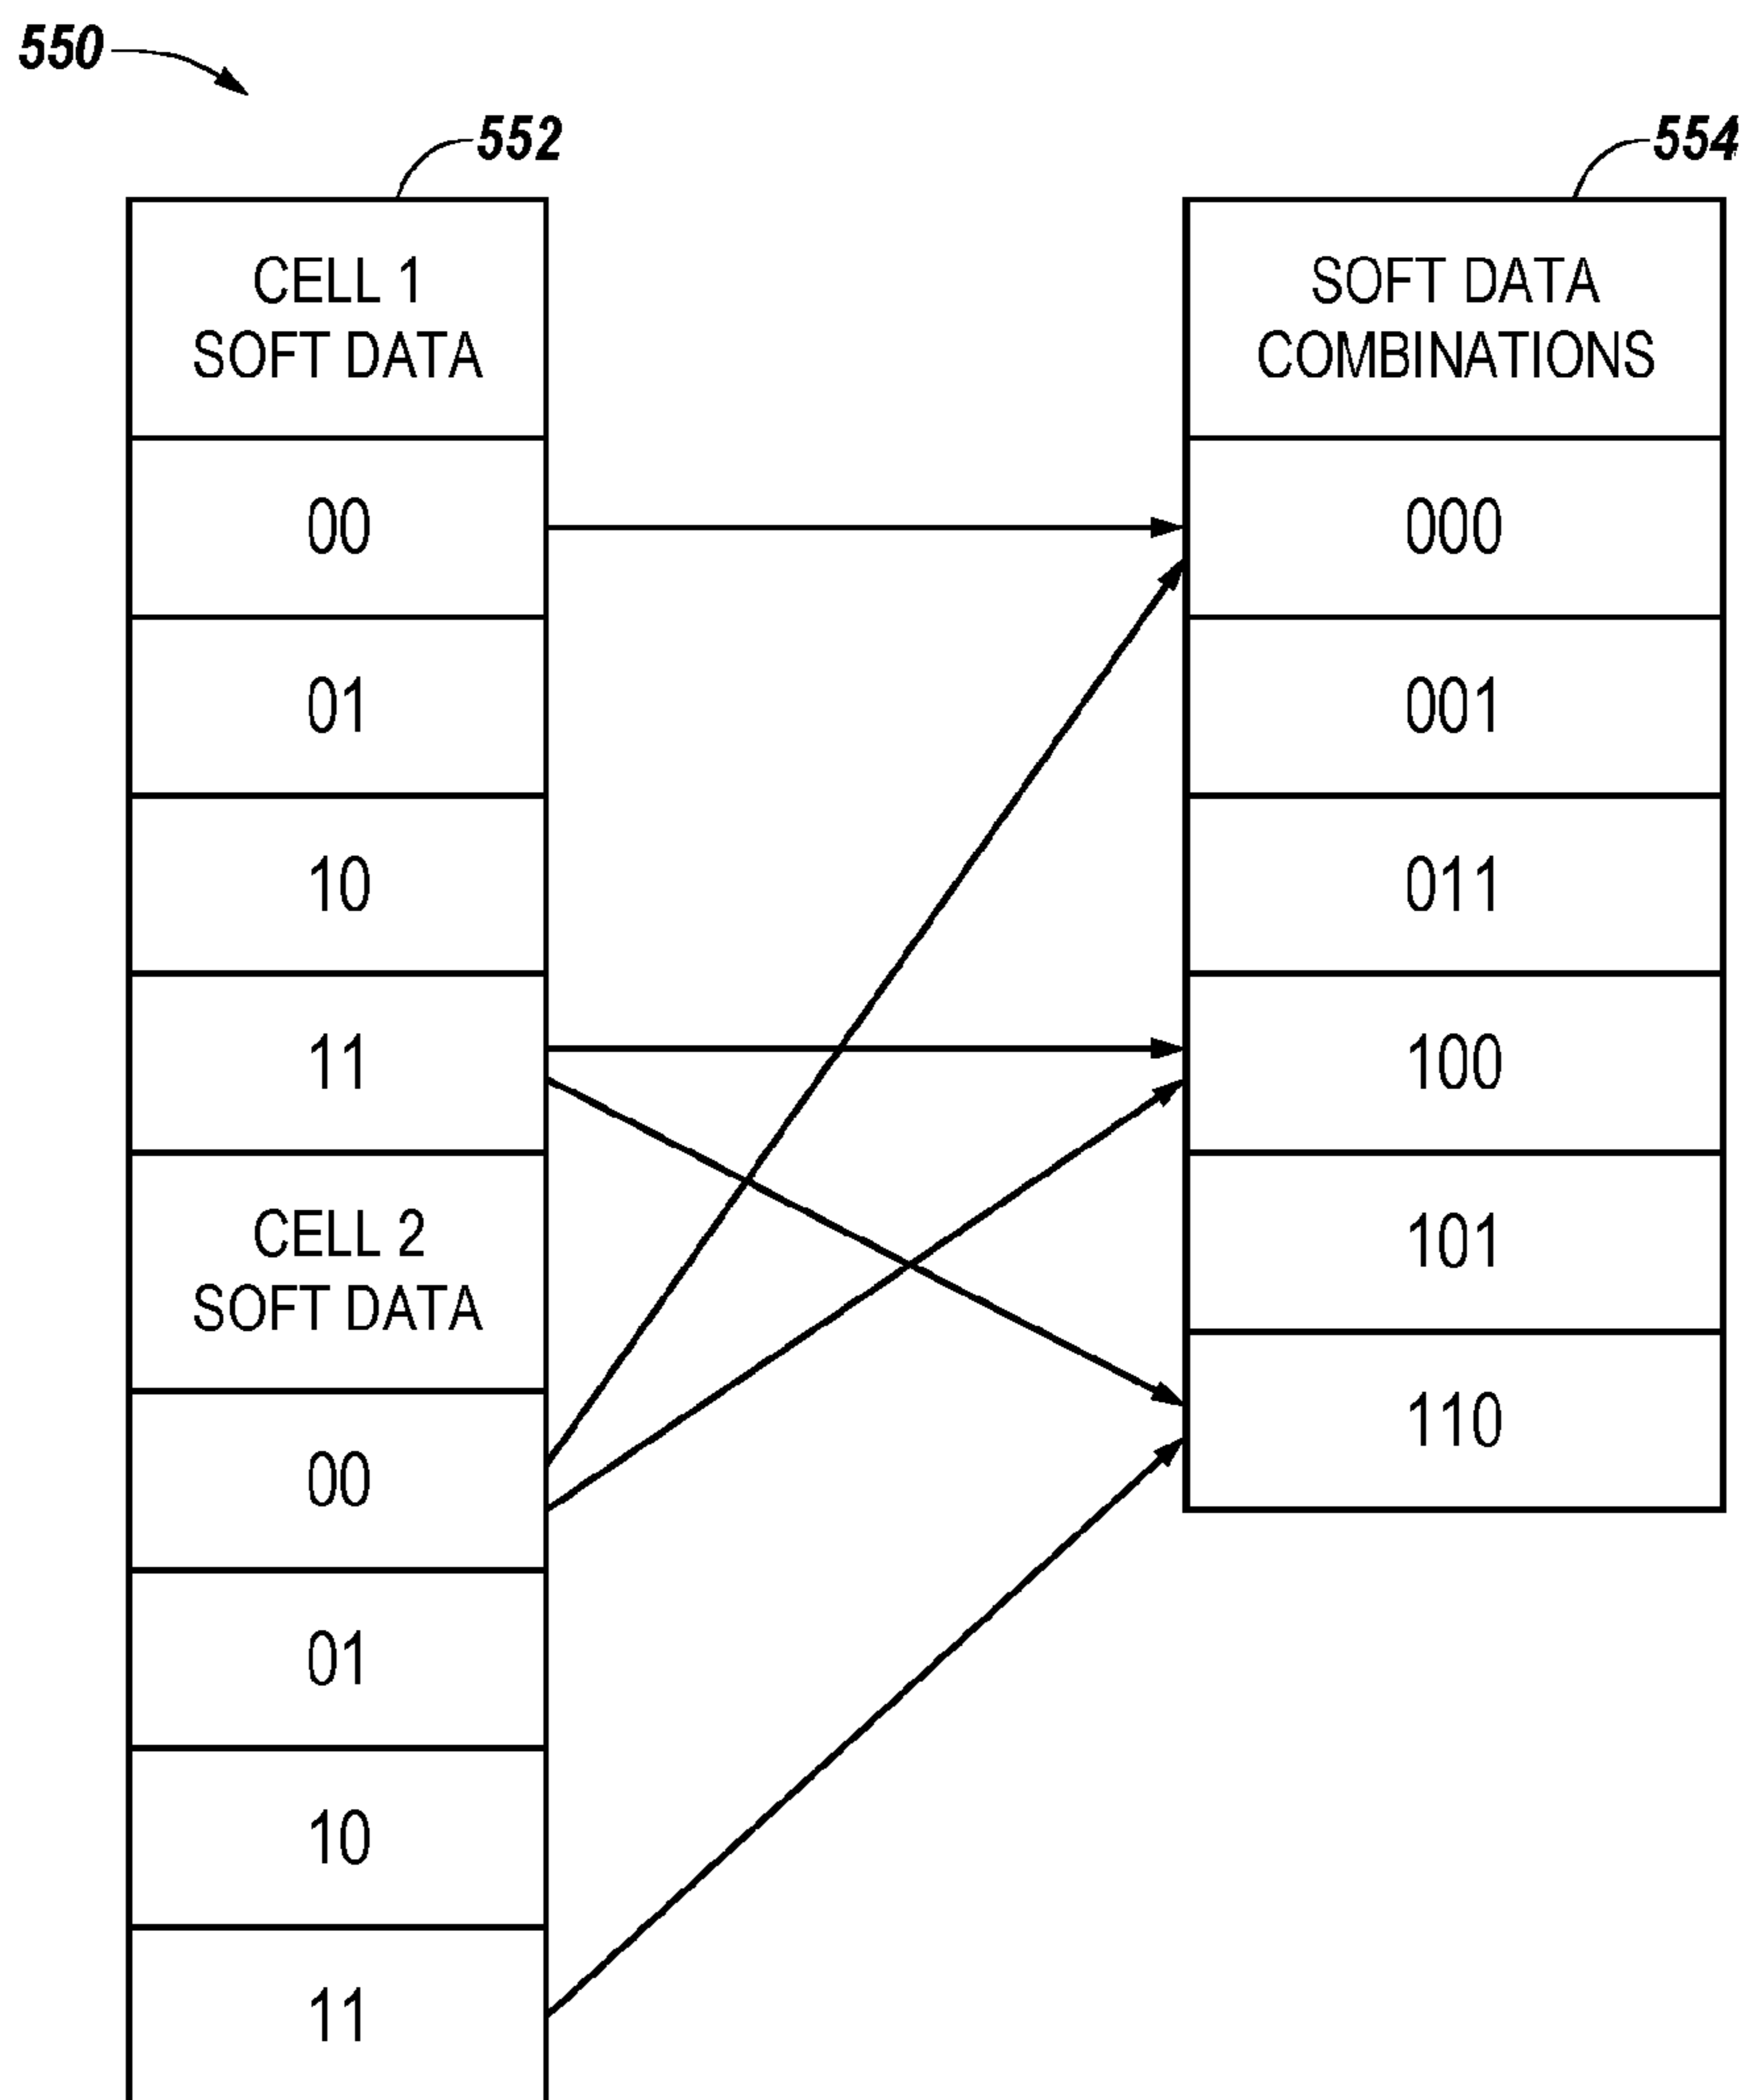 550
552
554
CELL 1
SOFT DATA
00
01
10
11
CELL 2
SOFT DATA
00
01
10
11
SOFT DATA
COMBINATIONS
000
001
011
100
101
110